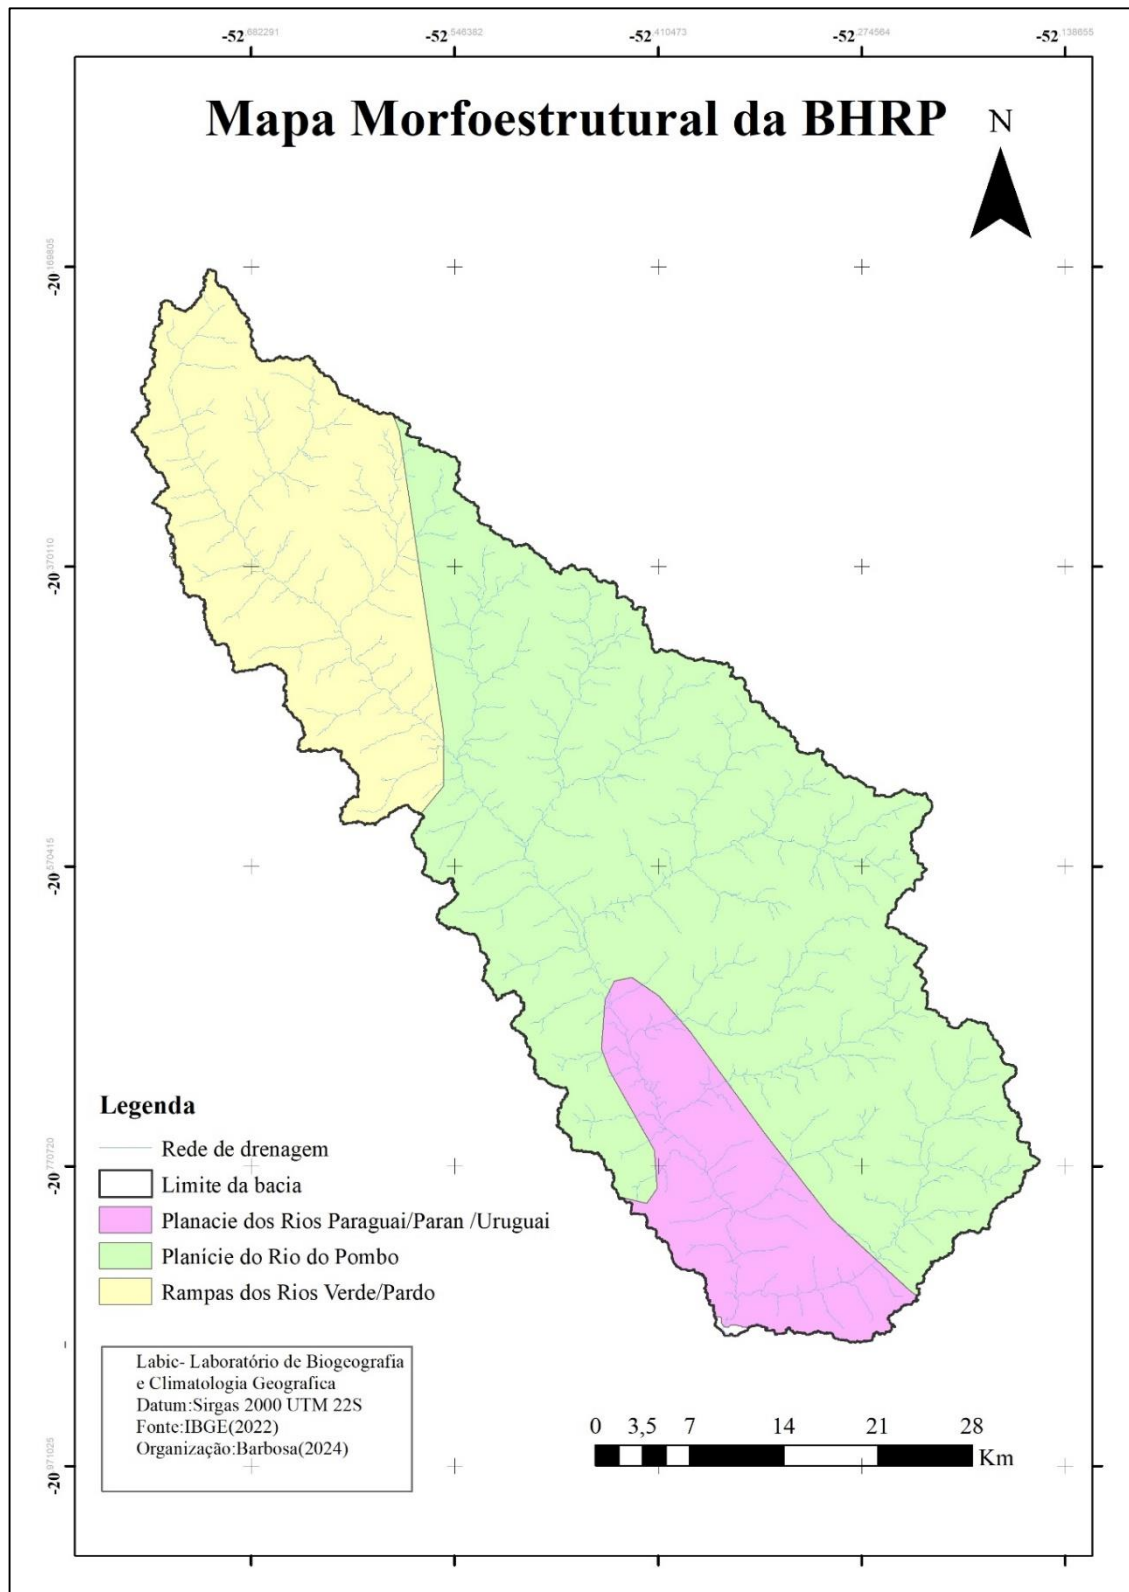 -52,682291 -52,546382 -52,410473 -52,274564 -52,138655
Mapa Morfoestrutural da BHRP
N
-20,169805
-20,370110
-20,570415
-20,770720
-20,971025
Legenda
Rede de drenagem
Limite da bacia
Planacie dos Rios Paraguai/Paran /Uruguai
Planície do Rio do Pombo
Rampas dos Rios Verde/Pardo
Labic- Laboratório de Biogeografia
e Climatologia Geografica
Datum:Sirgas 2000 UTM 22S
Fonte:IBGE(2022)
Organização:Barbosa(2024)
0 3,5 7 14 21 28
Km